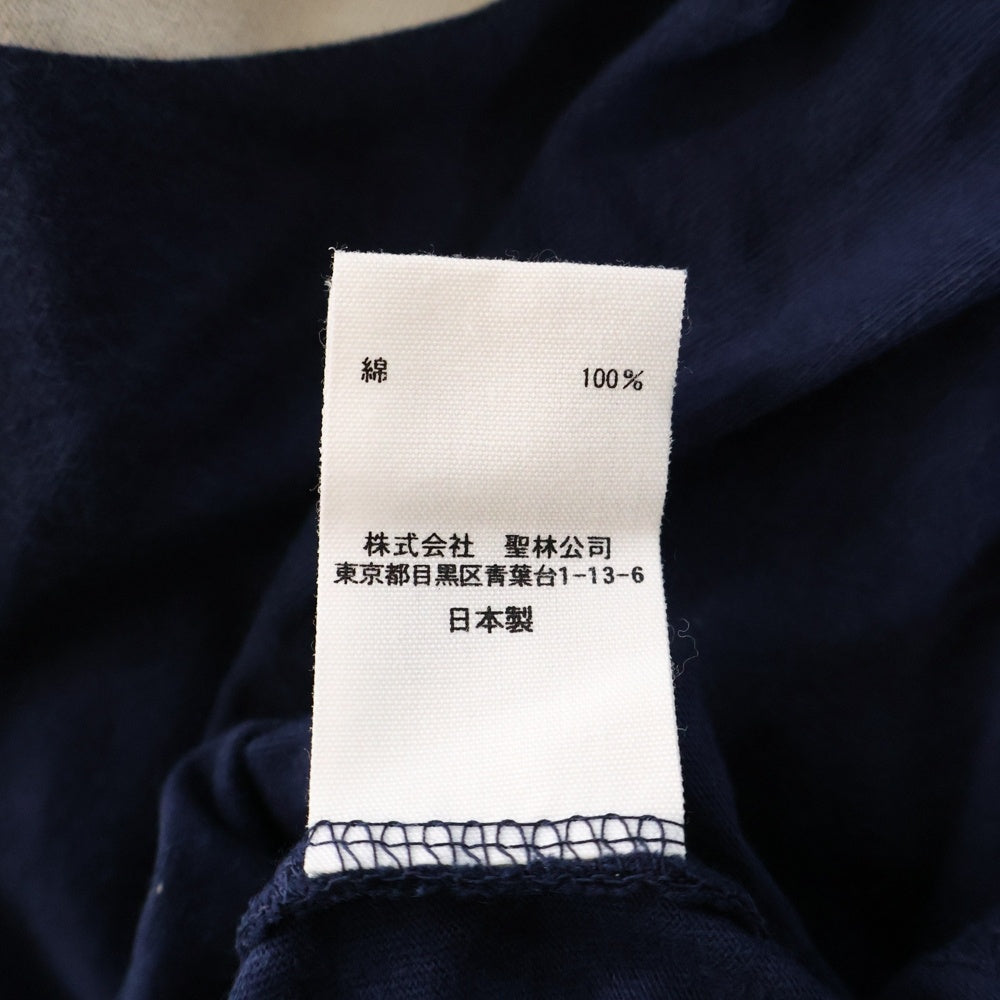 綿 100%
株式会社 聖林公司
東京都目黒区青葉台1-13-6
日本製